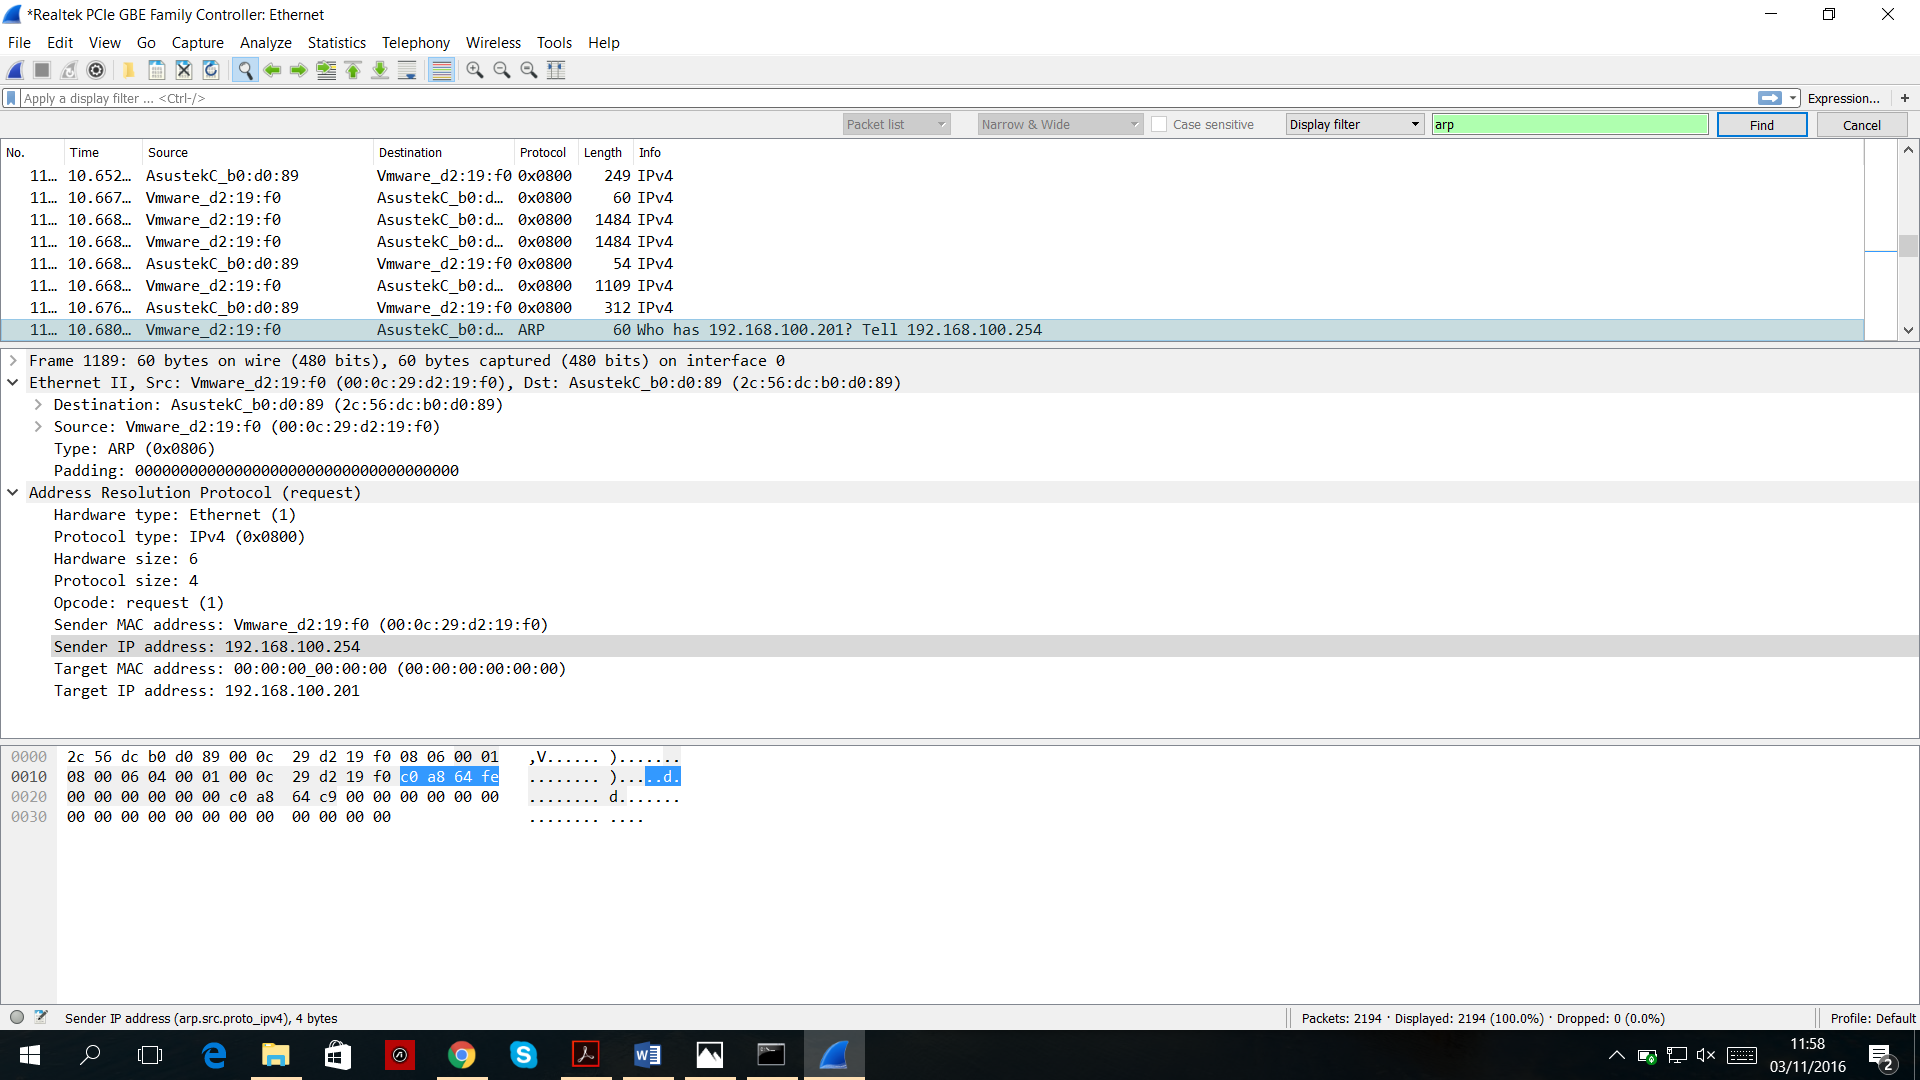 *Realtek PCIe GBE Family Controller: Ethernet
File Edit View Go Capture Analyze Statistics Telephony Wireless Tools Help
Apply a display filter ... <Ctrl-/> Expression... +
Packet list Narrow & Wide Case sensitive Display filter arp Find Cancel
No. Time Source Destination Protocol Length Info
11... 10.652... AsustekC_b0:d0:89 Vmware_d2:19:f0 0x0800 249 IPv4
11... 10.667... Vmware_d2:19:f0 AsustekC_b0:d... 0x0800 60 IPv4
11... 10.668... Vmware_d2:19:f0 AsustekC_b0:d... 0x0800 1484 IPv4
11... 10.668... Vmware_d2:19:f0 AsustekC_b0:d... 0x0800 1484 IPv4
11... 10.668... AsustekC_b0:d0:89 Vmware_d2:19:f0 0x0800 54 IPv4
11... 10.668... Vmware_d2:19:f0 AsustekC_b0:d... 0x0800 1109 IPv4
11... 10.676... AsustekC_b0:d0:89 Vmware_d2:19:f0 0x0800 312 IPv4
11... 10.680... Vmware_d2:19:f0 AsustekC_b0:d... ARP 60 Who has 192.168.100.201? Tell 192.168.100.254
Frame 1189: 60 bytes on wire (480 bits), 60 bytes captured (480 bits) on interface 0
Ethernet II, Src: Vmware_d2:19:f0 (00:0c:29:d2:19:f0), Dst: AsustekC_b0:d0:89 (2c:56:dc:b0:d0:89)
Destination: AsustekC_b0:d0:89 (2c:56:dc:b0:d0:89)
Source: Vmware_d2:19:f0 (00:0c:29:d2:19:f0)
Type: ARP (0x0806)
Padding: 000000000000000000000000000000000000
Address Resolution Protocol (request)
Hardware type: Ethernet (1)
Protocol type: IPv4 (0x0800)
Hardware size: 6
Protocol size: 4
Opcode: request (1)
Sender MAC address: Vmware_d2:19:f0 (00:0c:29:d2:19:f0)
Sender IP address: 192.168.100.254
Target MAC address: 00:00:00_00:00:00 (00:00:00:00:00:00)
Target IP address: 192.168.100.201
0000 2c 56 dc b0 d0 89 00 0c 29 d2 19 f0 08 06 00 01 ,V...... ).......
0010 08 00 06 04 00 01 00 0c 29 d2 19 f0 c0 a8 64 fe ........ ).....d.
0020 00 00 00 00 00 00 c0 a8 64 c9 00 00 00 00 00 00 ........ d.......
0030 00 00 00 00 00 00 00 00 00 00 00 00 ........ ....
Sender IP address (arp.src.proto_ipv4), 4 bytes Packets: 2194 · Displayed: 2194 (100.0%) · Dropped: 0 (0.0%) Profile: Default
11:58
03/11/2016
2